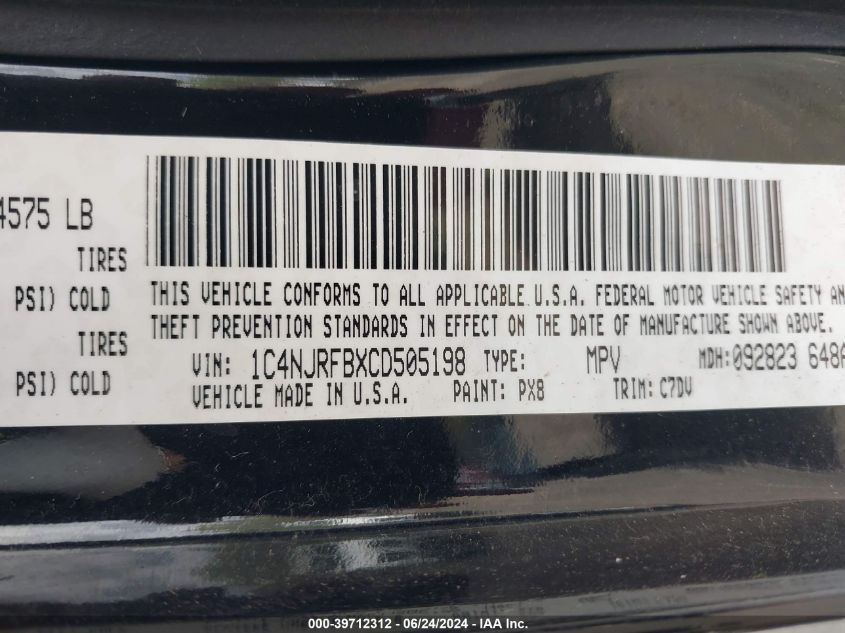 4575 LB
TIRES
PSI) COLD
TIRES
PSI) COLD
THIS VEHICLE CONFORMS TO ALL APPLICABLE U.S.A. FEDERAL MOTOR VEHICLE SAFETY AN
THEFT PREVENTION STANDARDS IN EFFECT ON THE DATE OF MANUFACTURE SHOWN ABOVE.
VIN: 1C4NJRFBXCD505198 TYPE: MPV MDH:092823 648A
VEHICLE MADE IN U.S.A. PAINT: PX8 TRIM: C7DV
000-39712312 - 06/24/2024 - IAA Inc.